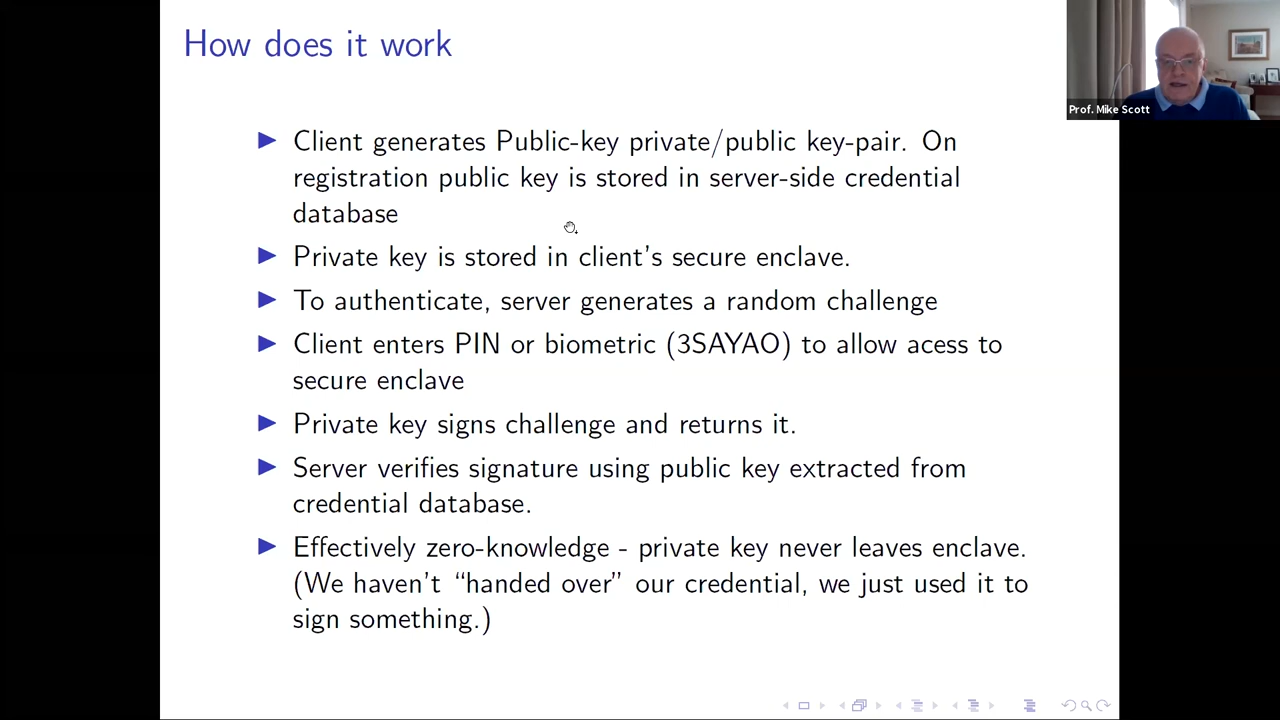 How does it work
Prof. Mike Scott
Client generates Public-key private/public key-pair. On
registration public key is stored in server-side credential
database
Private key is stored in client's secure enclave.
To authenticate, server generates a random challenge
Client enters PIN or biometric (3SAYAO) to allow acess to
secure enclave
Private key signs challenge and returns it.
Server verifies signature using public key extracted from
credential database.
Effectively zero-knowledge - private key never leaves enclave.
(We haven't “handed over” our credential, we just used it to
sign something.)